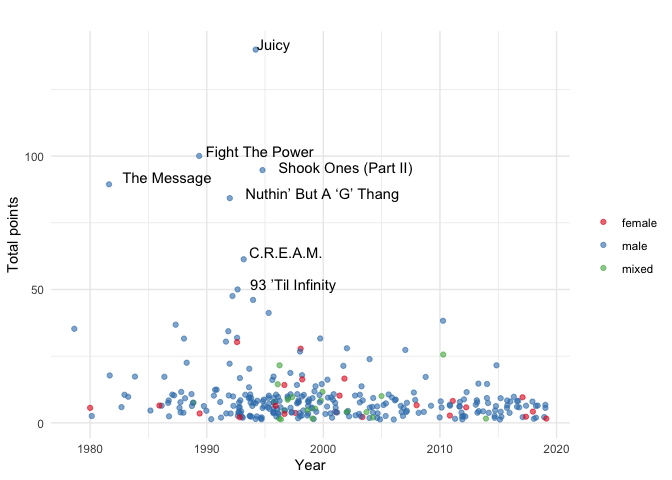 Juicy
Fight The Power
Shook Ones (Part II)
The Message
Nuthin’ But A ‘G’ Thang
C.R.E.A.M.
93 ’Til Infinity
100
50
0
Total points
1980
1990
2000
2010
2020
Year
female
male
mixed